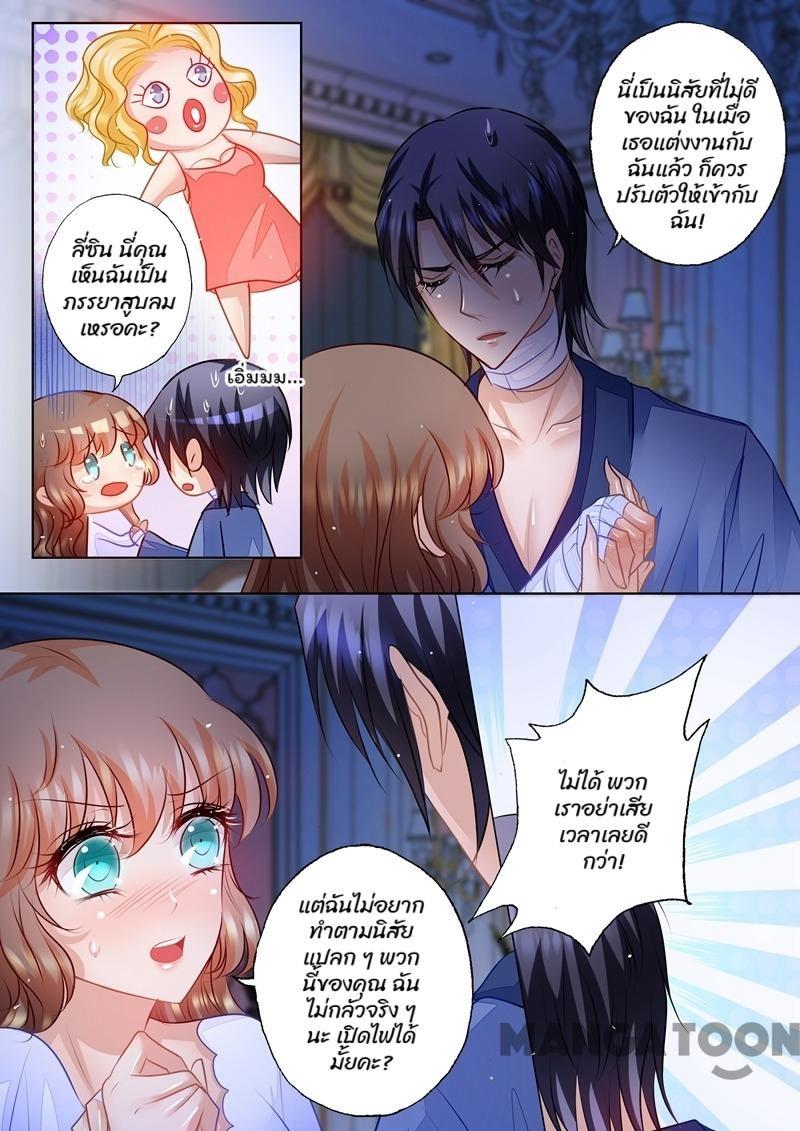 นี่เป็นนิสัยที่ไม่ดี
ของฉัน ในเมื่อ
เธอแต่งงานกับ
ฉันแล้ว ก็ควร
ปรับตัวให้เข้ากับ
ฉัน!
ลี่ซิน นี่คุณ
เห็นฉันเป็น
ภรรยาสูบลม
เหรอคะ?
เอิ่มมม...
ไม่ได้ พวก
เราอย่าเสีย
เวลาเลยดี
กว่า!
แต่ฉันไม่อยาก
ทำตามนิสัย
แปลก ๆ พวก
นี้ของคุณ ฉัน
ไม่กลัวจริง ๆ
นะ เปิดไฟได้
มั้ยคะ?
MANGATOON